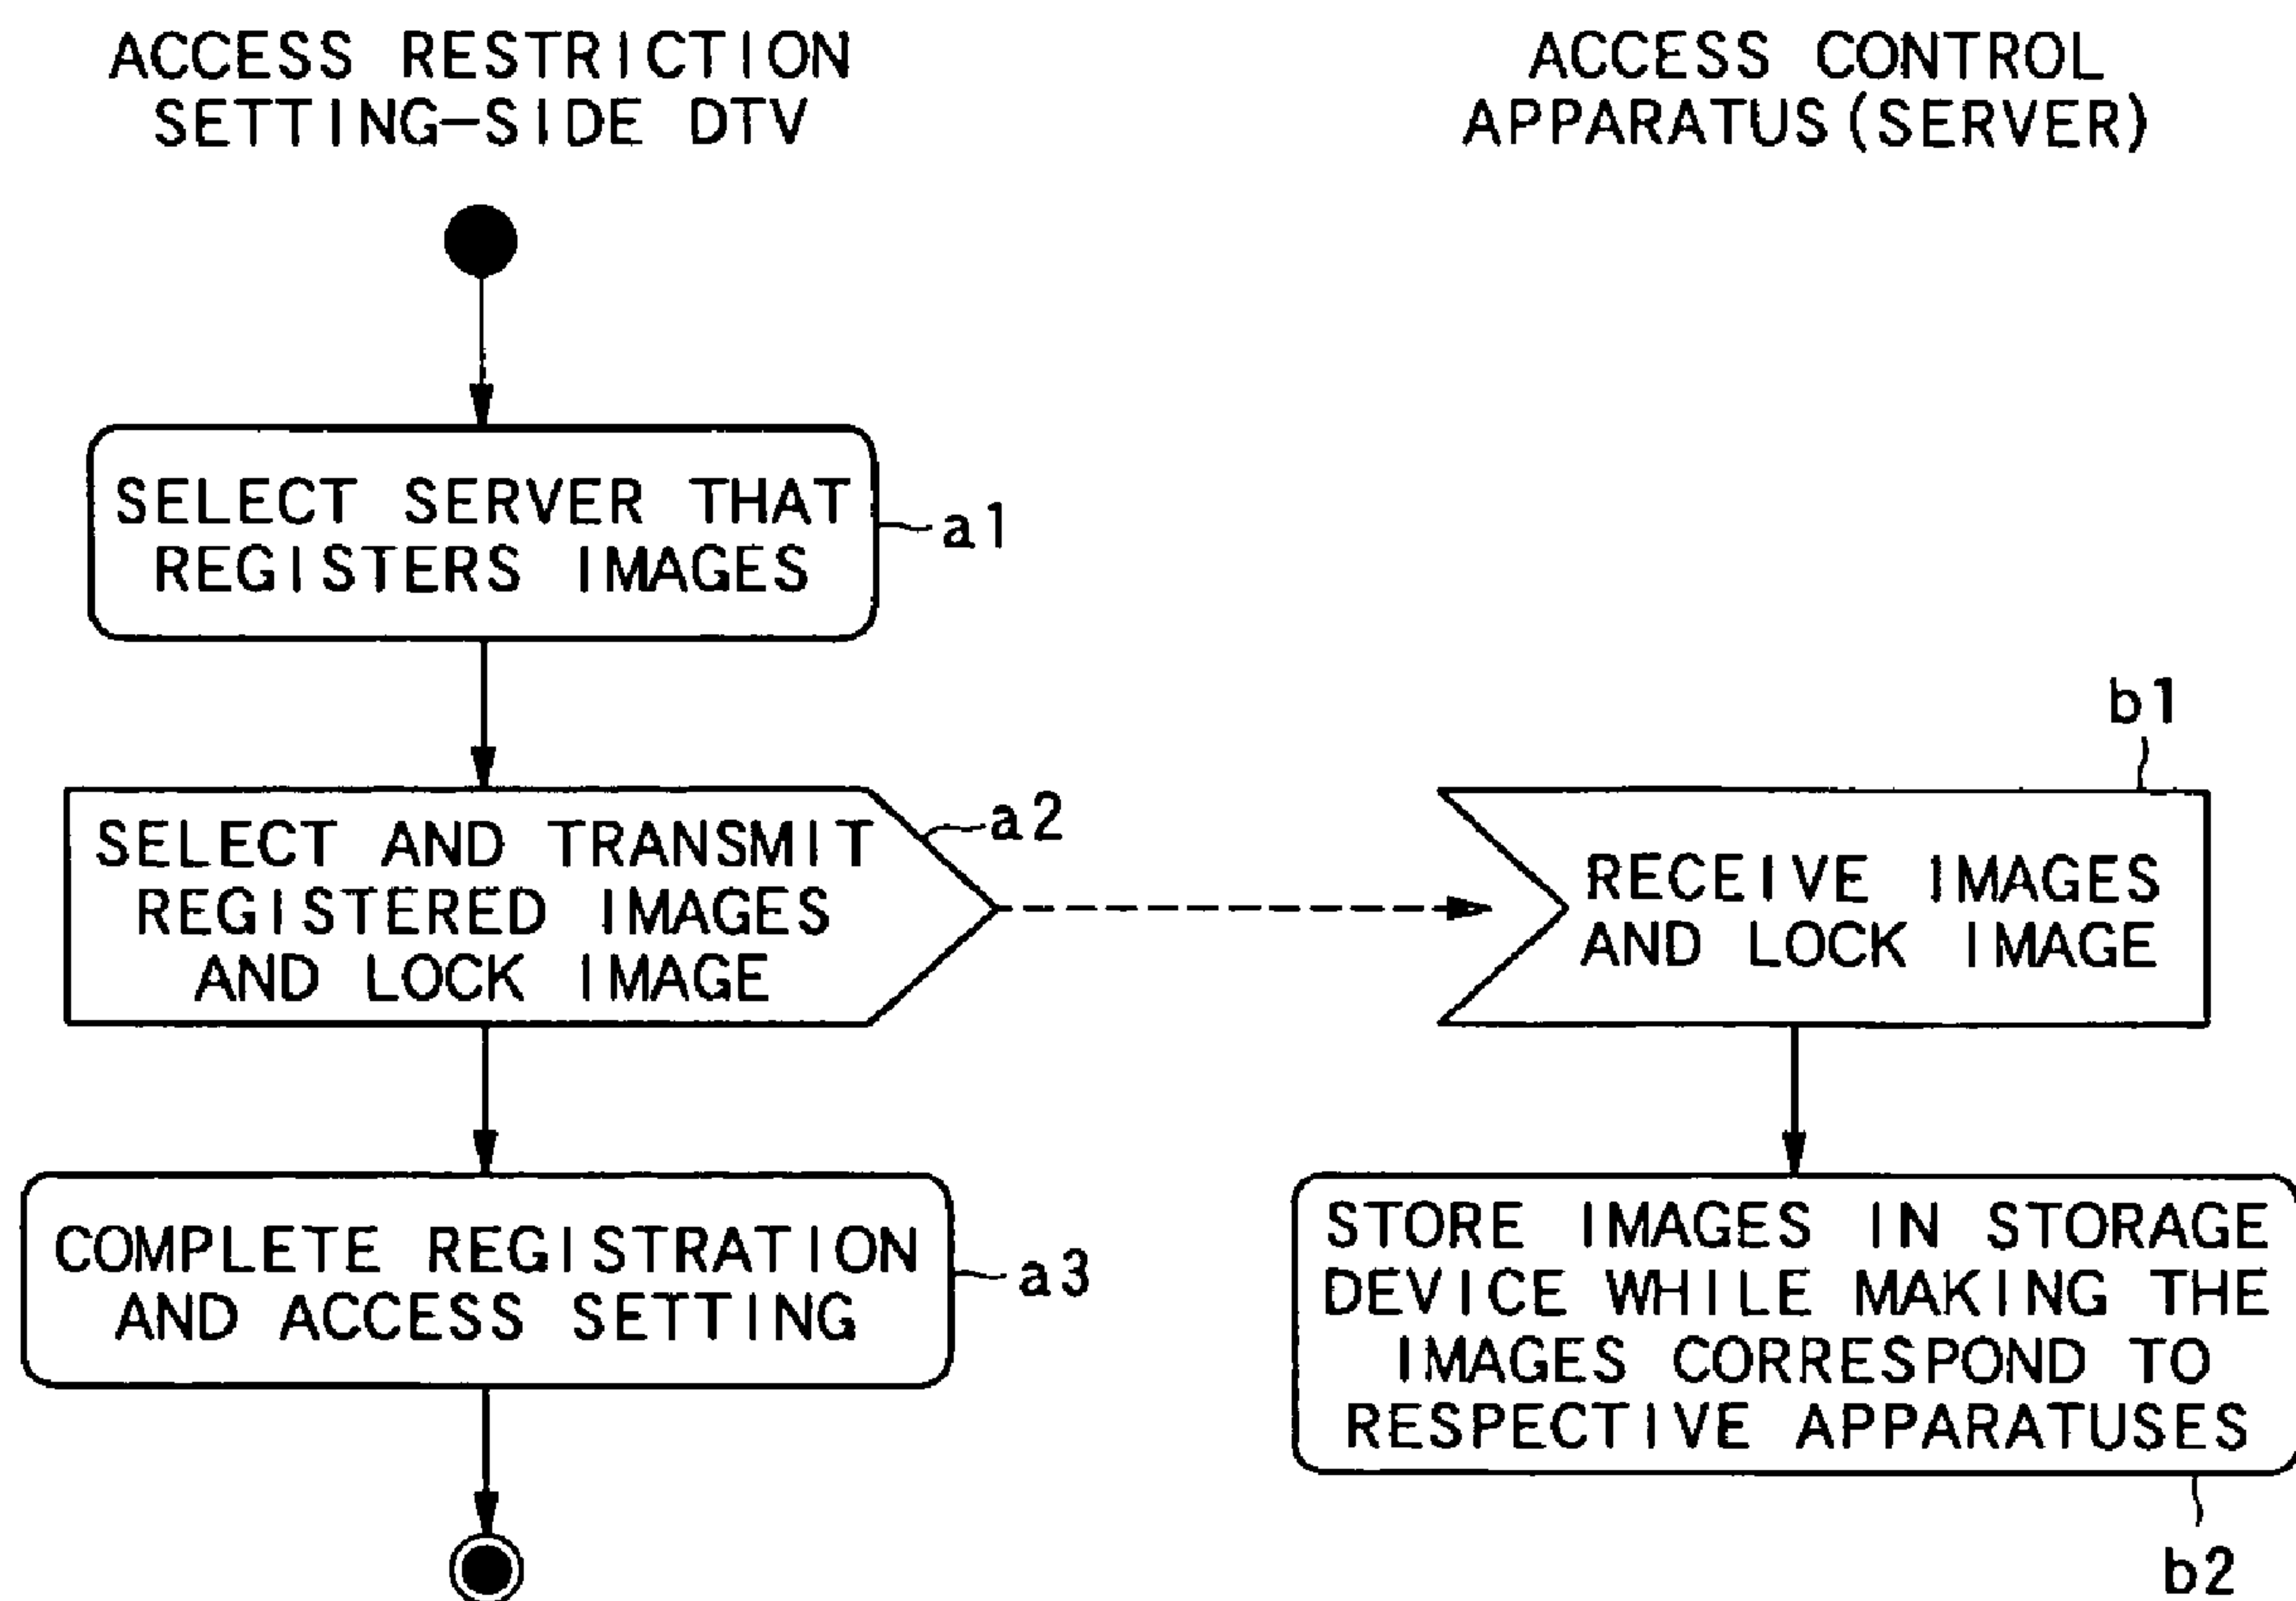 ACCESS RESTRICTION
SETTING-SIDE DTV
ACCESS CONTROL
APPARATUS(SERVER)
SELECT SERVER THAT
REGISTERS IMAGES
a1
SELECT AND TRANSMIT
REGISTERED IMAGES
AND LOCK IMAGE
a2
b1
RECEIVE IMAGES
AND LOCK IMAGE
COMPLETE REGISTRATION
AND ACCESS SETTING
a3
STORE IMAGES IN STORAGE
DEVICE WHILE MAKING THE
IMAGES CORRESPOND TO
RESPECTIVE APPARATUSES
b2